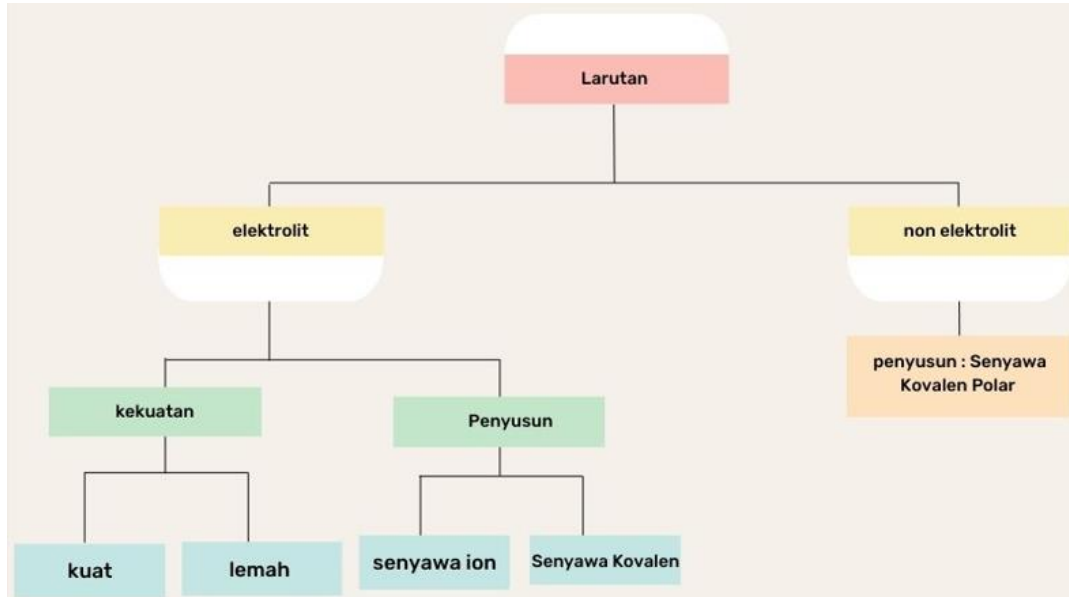 Larutan
elektrolit
non elektrolit
penyusun : Senyawa
Kovalen Polar
kekuatan
Penyusun
kuat
lemah
senyawa ion
Senyawa Kovalen